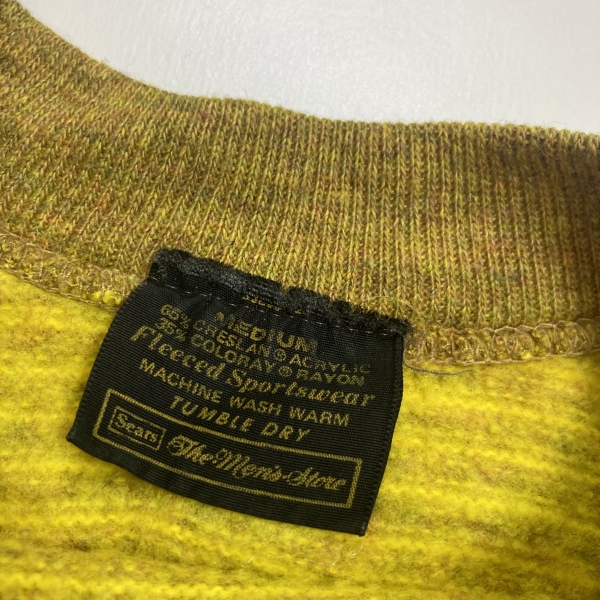 MEDIUM
65% CRESLAN® ACRYLIC
35% COLORAY® RAYON
Fleeced Sportswear
MACHINE WASH WARM
TUMBLE DRY
Sears The Men's-Store